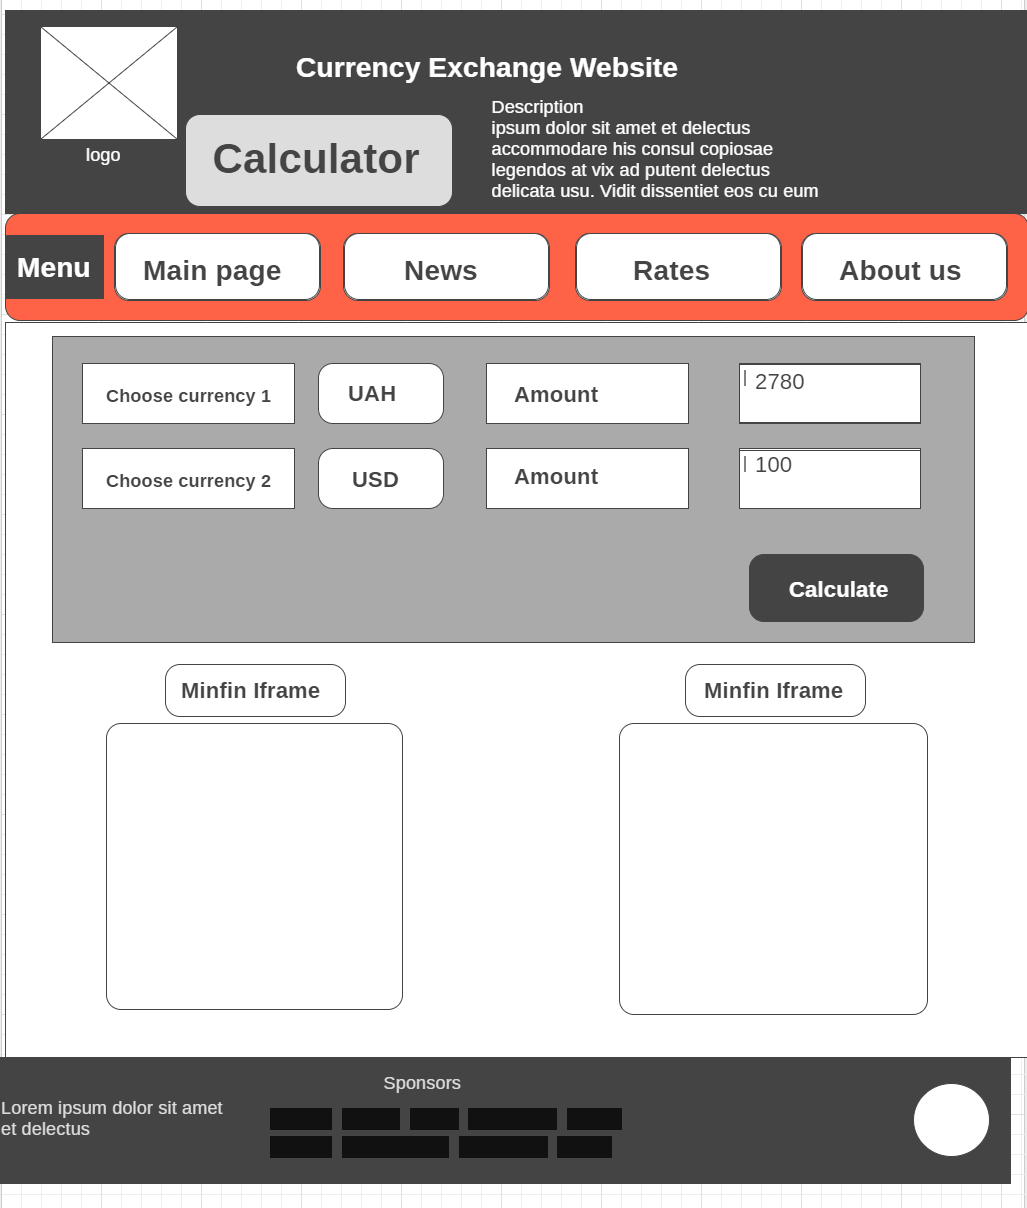 Currency Exchange Website
logo
Calculator
Description
ipsum dolor sit amet et delectus
accommodare his consul copiosae
legendos at vix ad putent delectus
delicata usu. Vidit dissentiet eos cu eum
Menu
Main page
News
Rates
About us
Choose currency 1
UAH
Amount
2780
Choose currency 2
USD
Amount
100
Calculate
Minfin Iframe
Minfin Iframe
Sponsors
Lorem ipsum dolor sit amet
et delectus